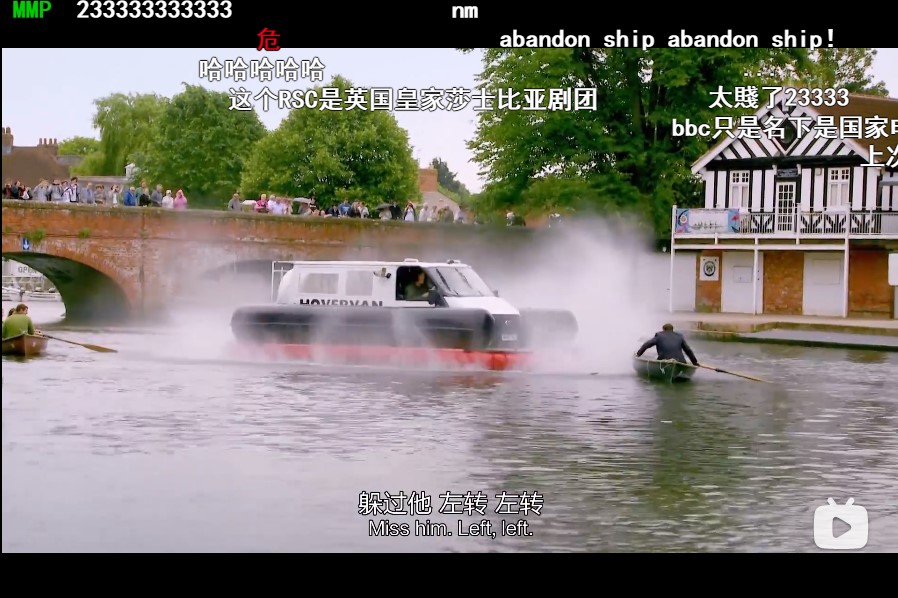 MMP 233333333333 nm
危
abandon ship abandon ship!
哈哈哈哈哈
这个RSC是英国皇家莎士比亚剧团
太賤了23333
bbc只是名下是国家
上次
OPEN
HOVERVAN
躲过他 左转 左转
Miss him. Left, left.